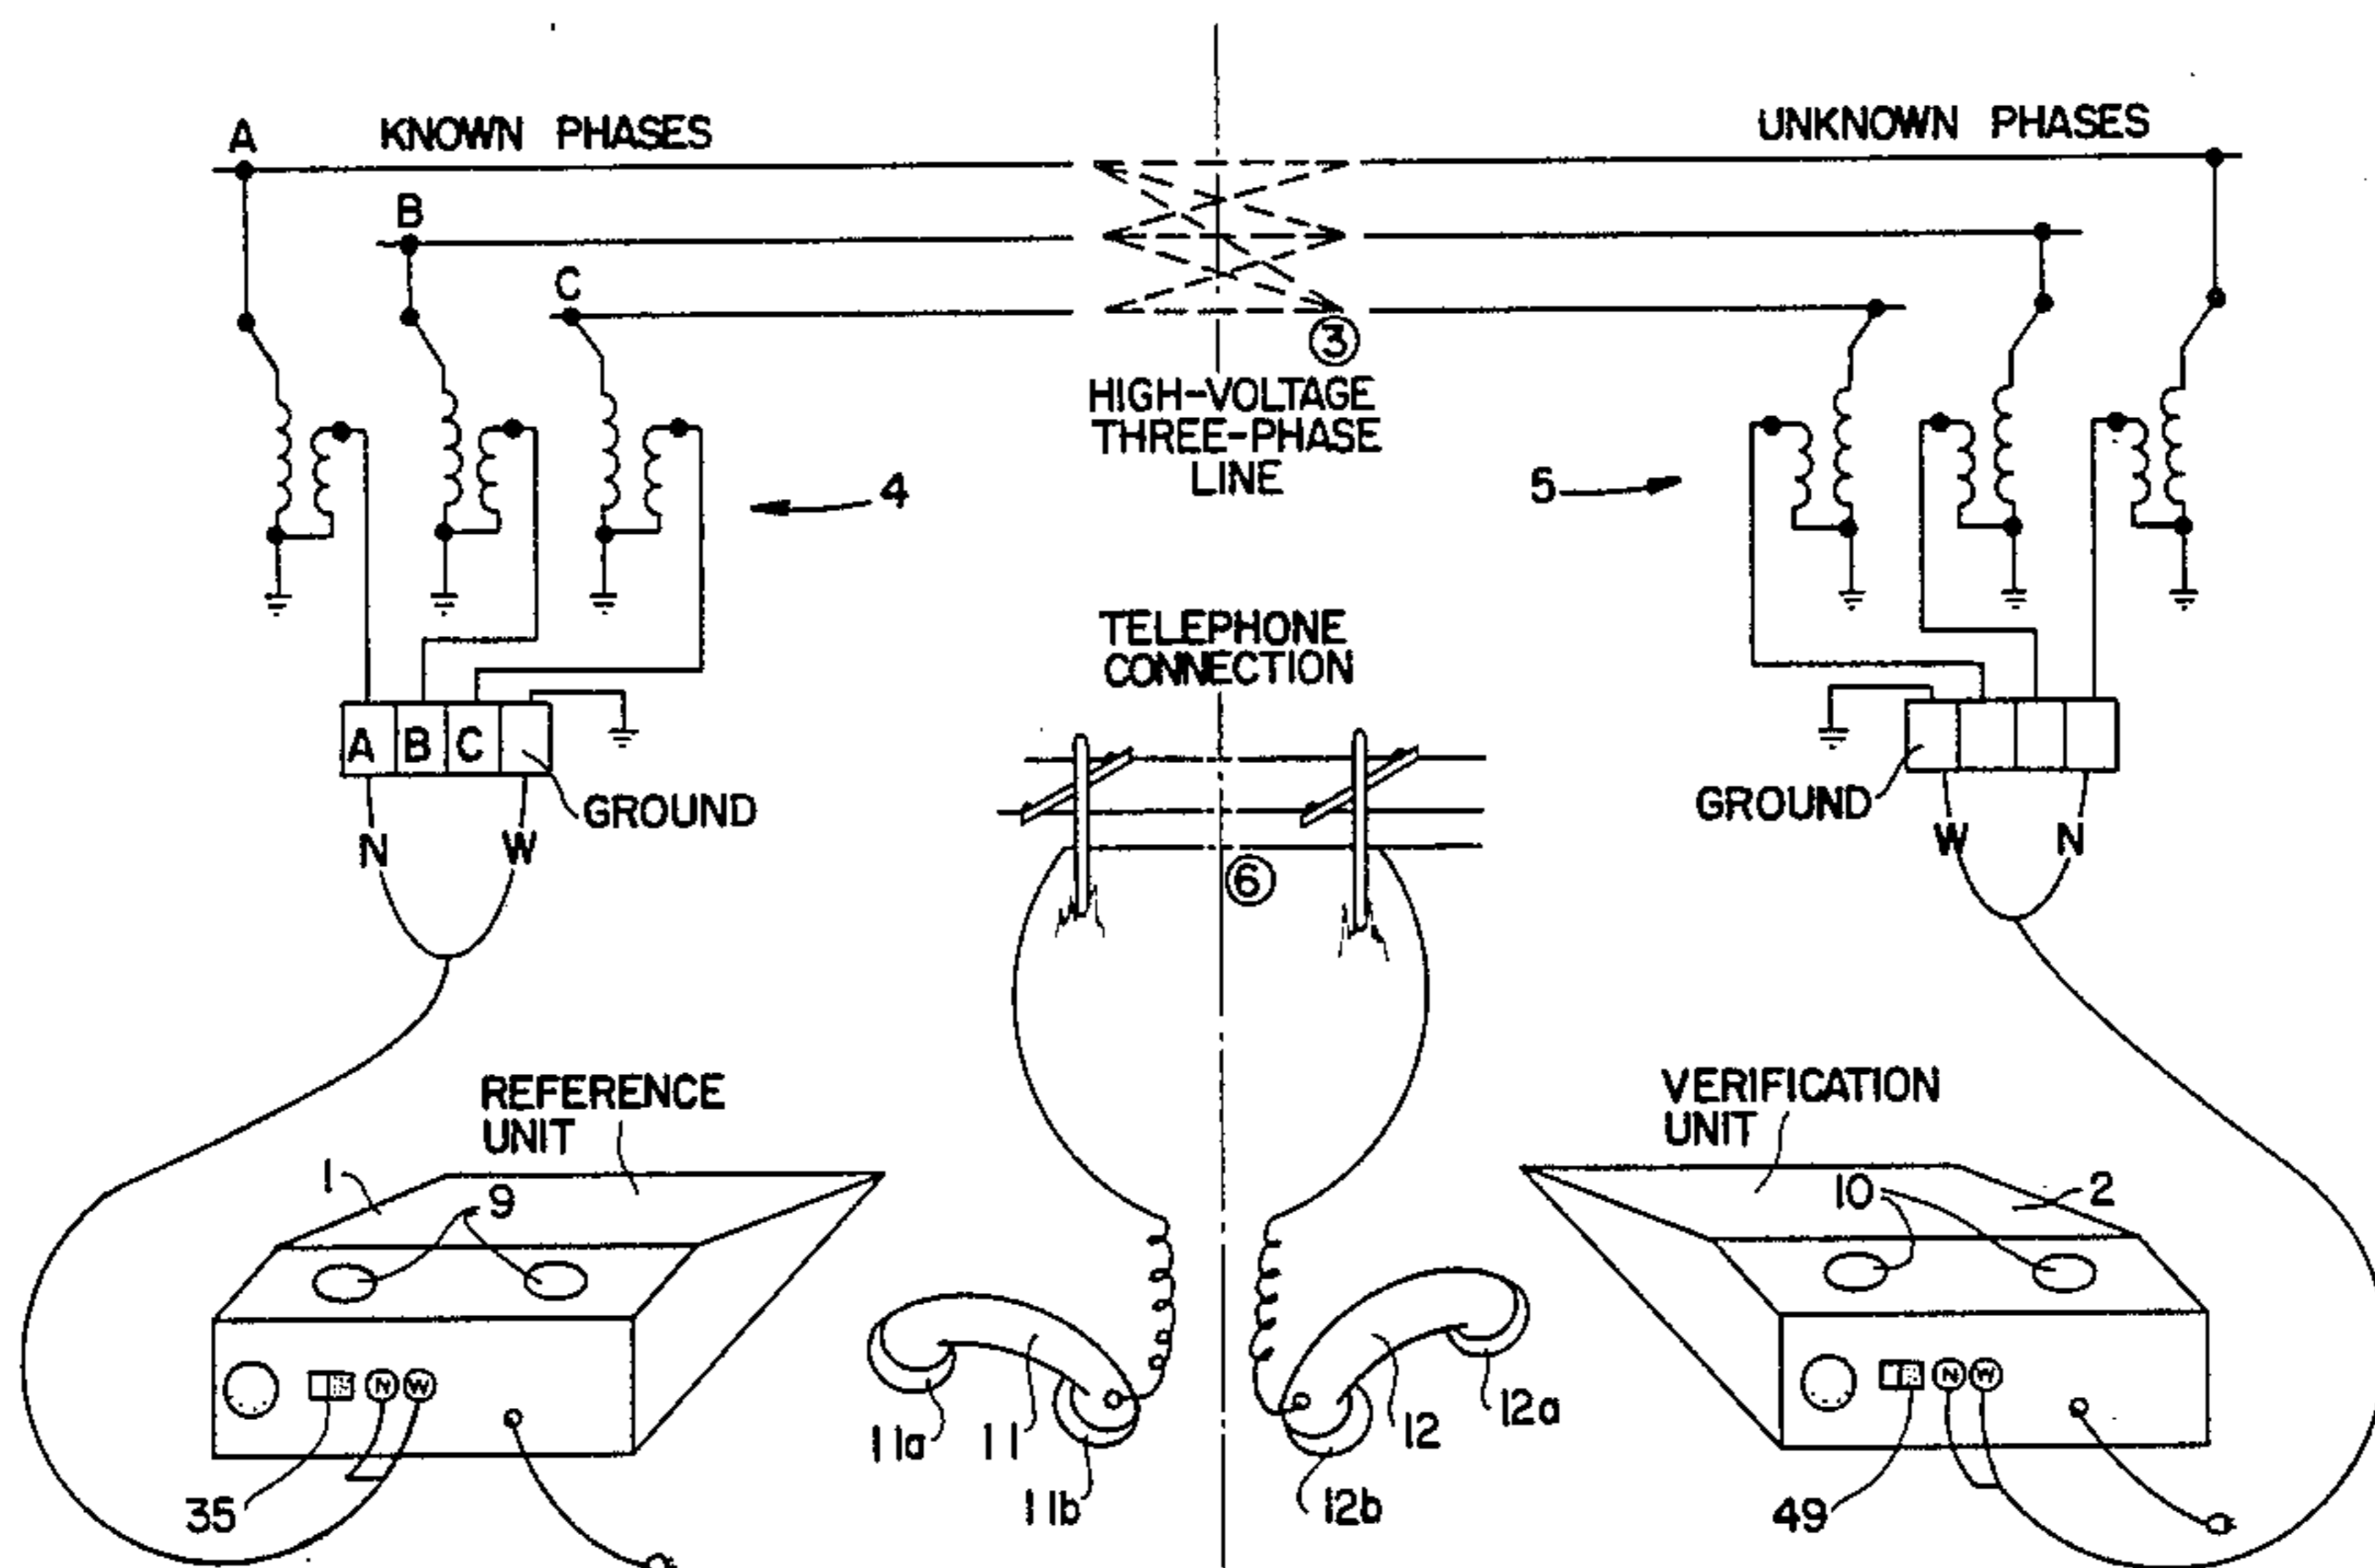 A
KNOWN PHASES
UNKNOWN PHASES
B
C
3
HIGH-VOLTAGE
THREE-PHASE
LINE
4
5
TELEPHONE
CONNECTION
A B C
GROUND
GROUND
N W
W N
6
REFERENCE
UNIT
VERIFICATION
UNIT
1
9
10
2
N W
N W
11a
11
11b
12
12a
12b
35
49